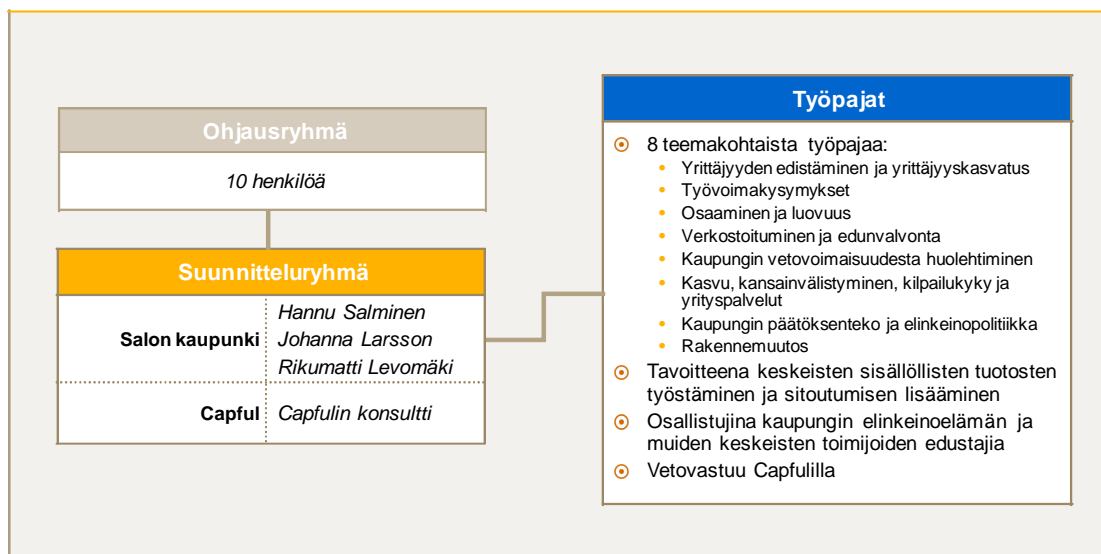 Ohjausryhmä
10 henkilöä
Suunnitteluryhmä
Salon kaupunki
Hannu Salminen
Johanna Larsson
Rikumatti Levomäki
Capful
Capfulin konsultti
Työpajat
8 teemakohtaista työpajaa:
Yrittäjyyden edistäminen ja yrittäjyyskasvatus
Työvoimakysymykset
Osaaminen ja luovuus
Verkostoituminen ja edunvalvonta
Kaupungin vetovoimaisuudesta huolehtiminen
Kasvu, kansainvälistyminen, kilpailukyky ja
yrityspalvelut
Kaupungin päätöksenteko ja elinkeinopolitiikka
Rakennemuutos
Tavoitteena keskeisten sisällöllisten tuotosten
työstäminen ja sitoutumisen lisääminen
Osallistujina kaupungin elinkeinoelämän ja
muiden keskeisten toimijoiden edustajia
Vetovastuu Capfulilla